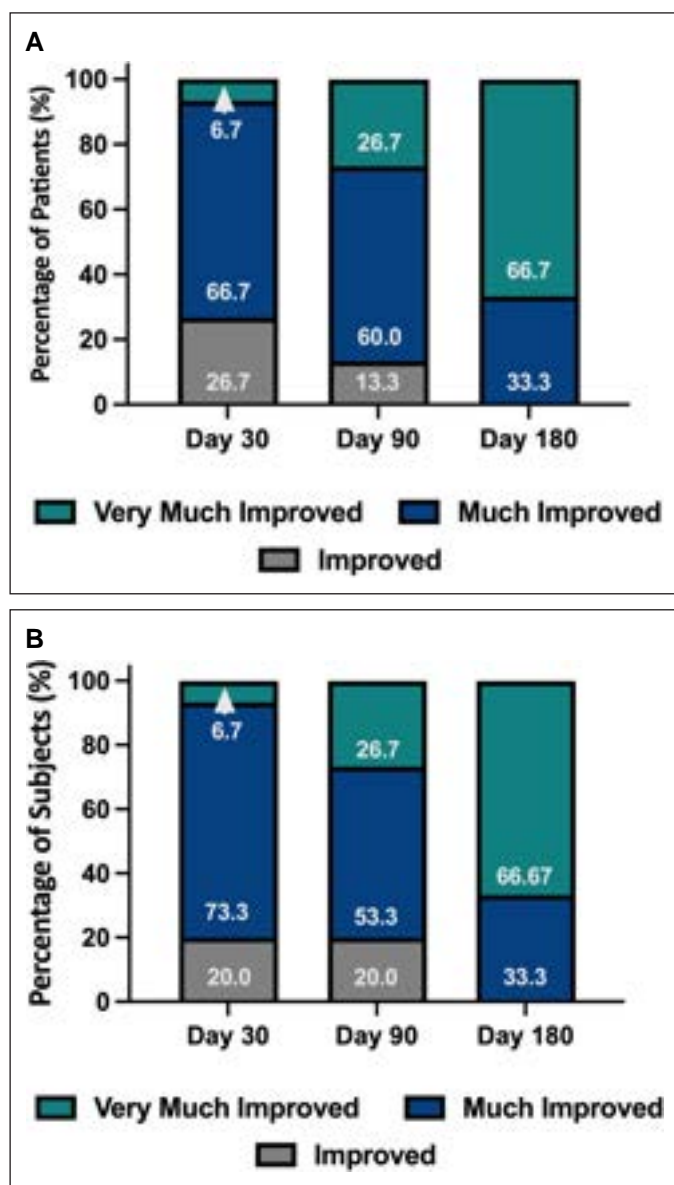 A
Percentage of Patients (%)
100
80
60
40
20
0
6.7
66.7
26.7
26.7
60.0
13.3
66.7
33.3
Day 30 Day 90 Day 180
Very Much Improved Much Improved
Improved
B
Percentage of Subjects (%)
100
80
60
40
20
0
6.7
73.3
20.0
26.7
53.3
20.0
66.67
33.3
Day 30 Day 90 Day 180
Very Much Improved Much Improved
Improved